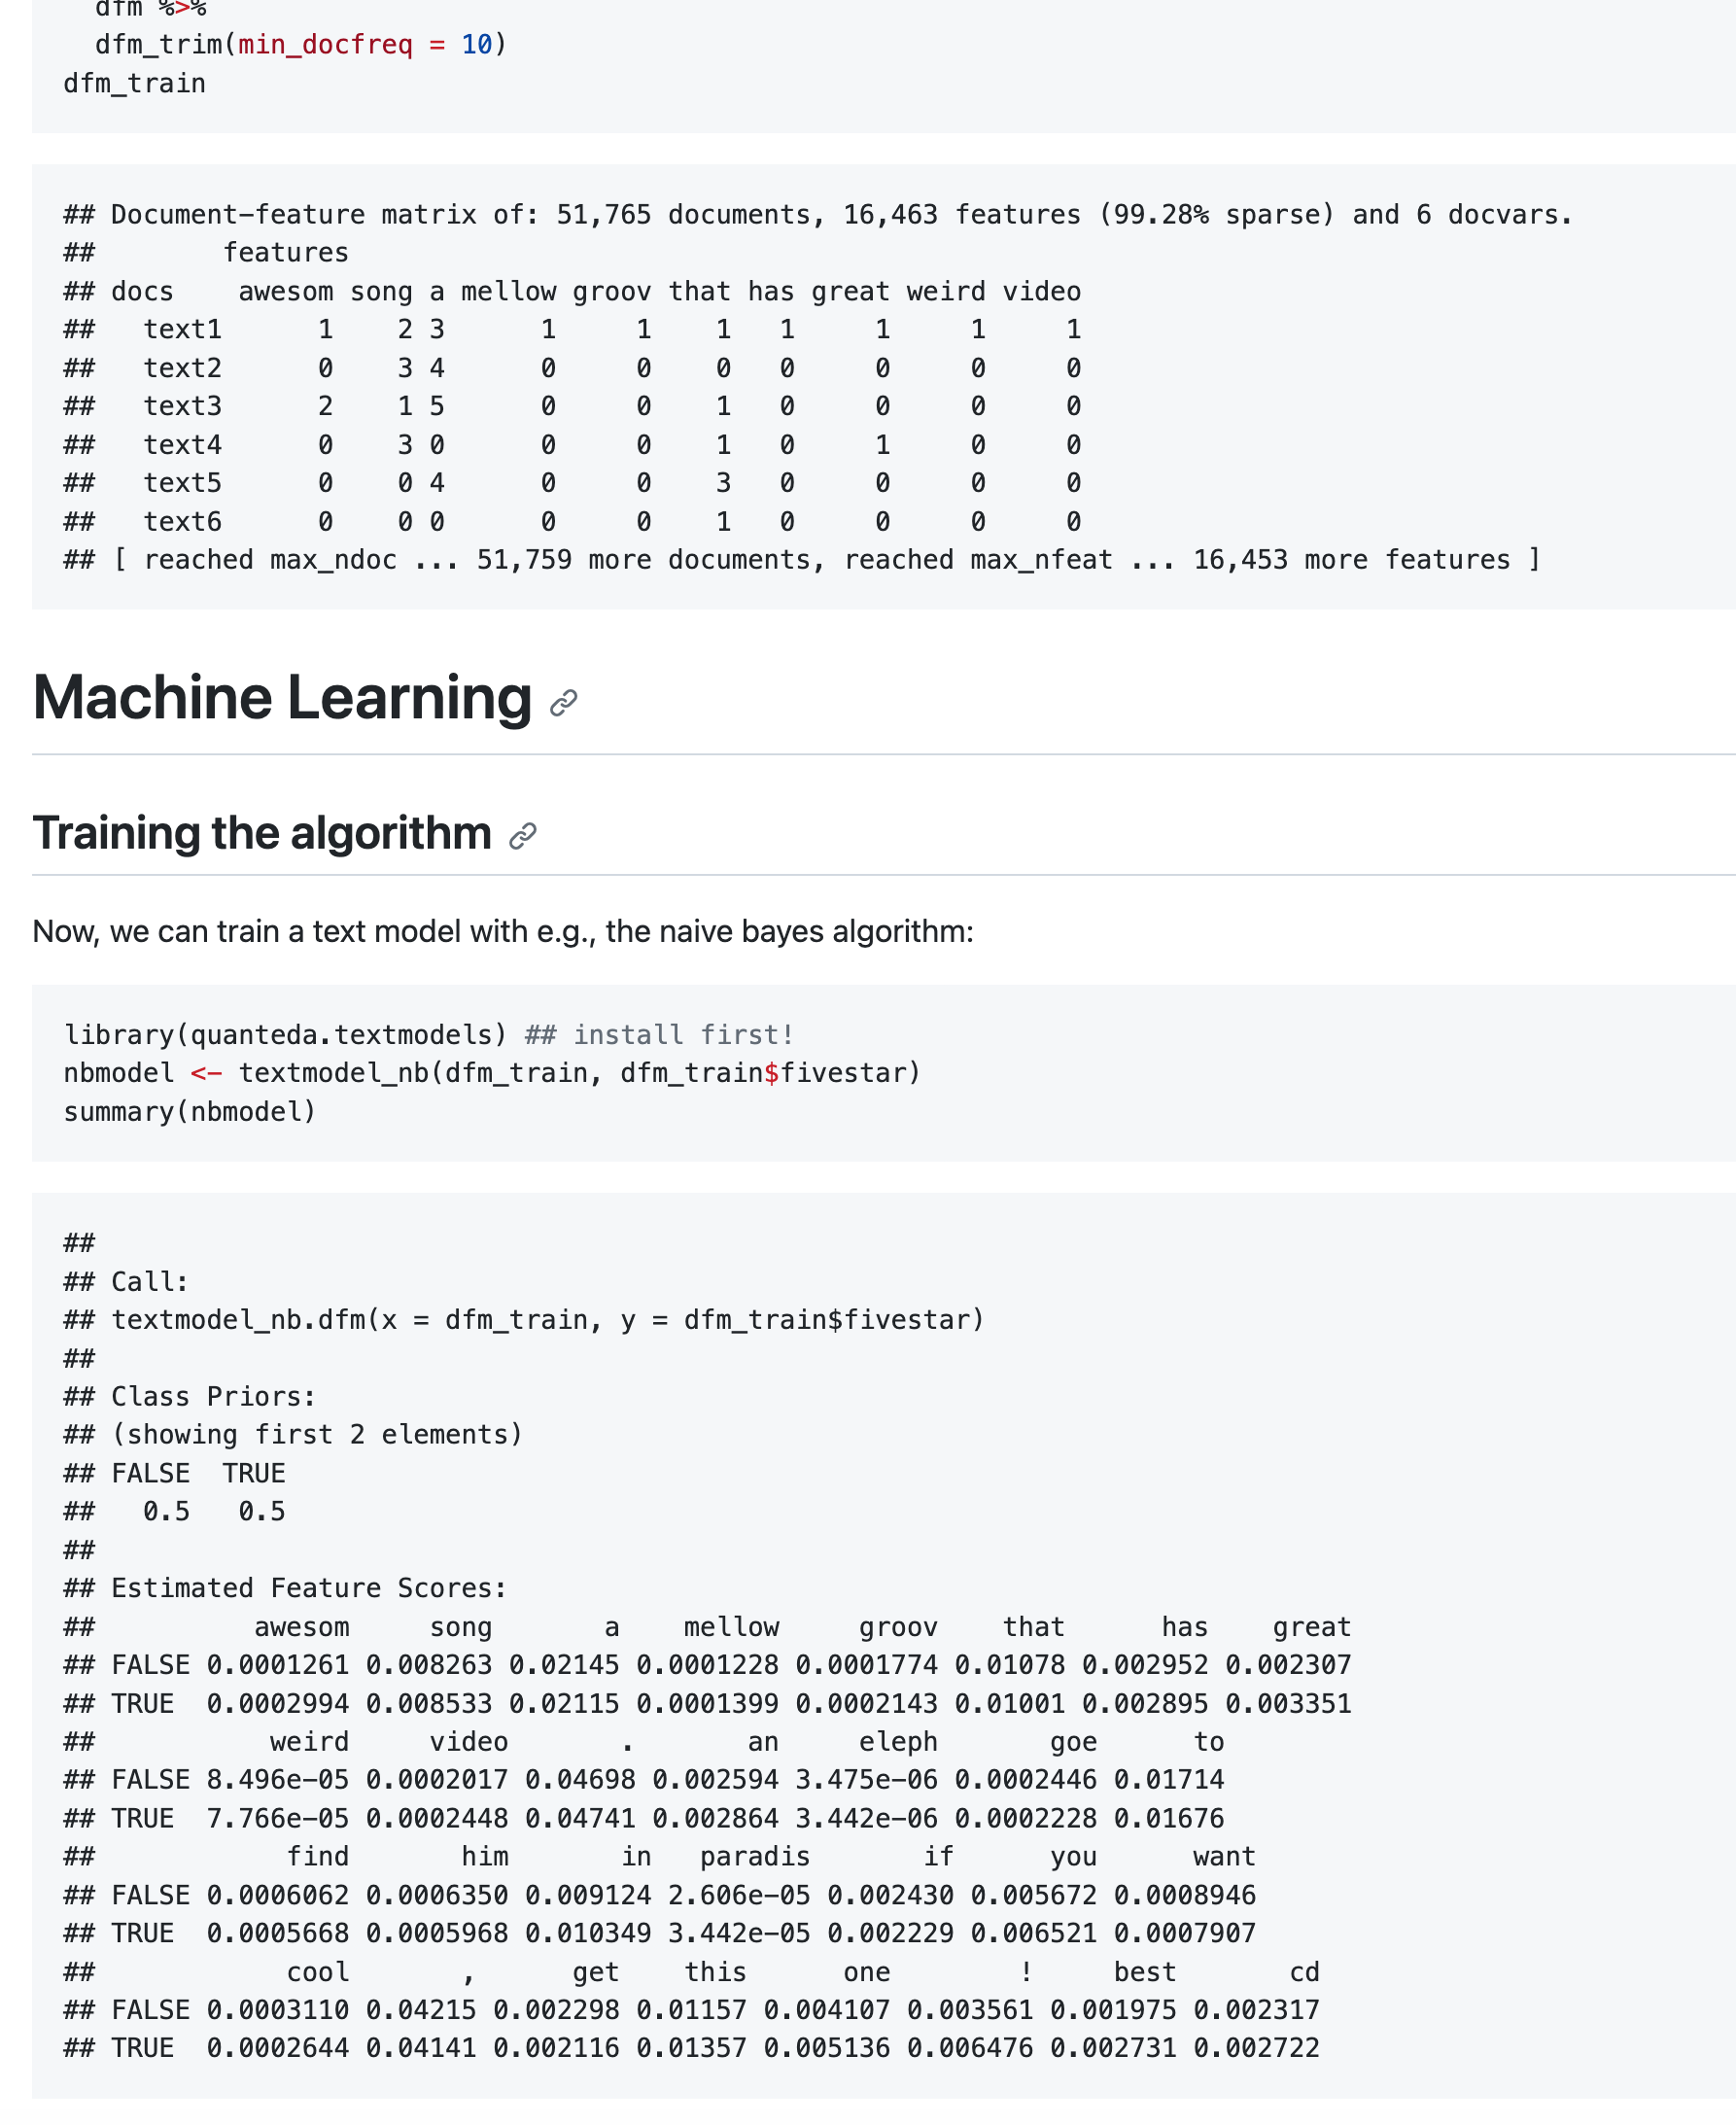 dfm %>%
  dfm_trim(min_docfreq = 10)
dfm_train
## Document-feature matrix of: 51,765 documents, 16,463 features (99.28% sparse) and 6 docvars.
##        features
## docs    awesom song a mellow groov that has great weird video
##   text1      1    2 3      1     1    1   1     1     1     1
##   text2      0    3 4      0     0    0   0     0     0     0
##   text3      2    1 5      0     0    1   0     0     0     0
##   text4      0    3 0      0     0    1   0     1     0     0
##   text5      0    0 4      0     0    3   0     0     0     0
##   text6      0    0 0      0     0    1   0     0     0     0
## [ reached max_ndoc ... 51,759 more documents, reached max_nfeat ... 16,453 more features ]
Machine Learning
Training the algorithm
Now, we can train a text model with e.g., the naive bayes algorithm:
library(quanteda.textmodels) ## install first!
nbmodel <- textmodel_nb(dfm_train, dfm_train$fivestar)
summary(nbmodel)
##
## Call:
## textmodel_nb.dfm(x = dfm_train, y = dfm_train$fivestar)
##
## Class Priors:
## (showing first 2 elements)
## FALSE  TRUE
##   0.5   0.5
##
## Estimated Feature Scores:
##          awesom     song       a    mellow     groov    that      has    great
## FALSE 0.0001261 0.008263 0.02145 0.0001228 0.0001774 0.01078 0.002952 0.002307
## TRUE  0.0002994 0.008533 0.02115 0.0001399 0.0002143 0.01001 0.002895 0.003351
##           weird     video       .       an     eleph       goe      to
## FALSE 8.496e-05 0.0002017 0.04698 0.002594 3.475e-06 0.0002446 0.01714
## TRUE  7.766e-05 0.0002448 0.04741 0.002864 3.442e-06 0.0002228 0.01676
##            find       him       in   paradis       if      you      want
## FALSE 0.0006062 0.0006350 0.009124 2.606e-05 0.002430 0.005672 0.0008946
## TRUE  0.0005668 0.0005968 0.010349 3.442e-05 0.002229 0.006521 0.0007907
##            cool       ,      get    this      one        !     best       cd
## FALSE 0.0003110 0.04215 0.002298 0.01157 0.004107 0.003561 0.001975 0.002317
## TRUE  0.0002644 0.04141 0.002116 0.01357 0.005136 0.006476 0.002731 0.002722